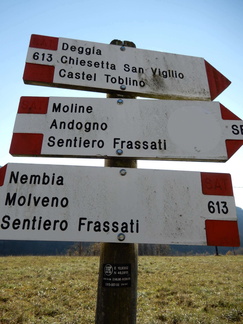 Deggia
613 Chiesetta San Vigilio
Castel Toblino
Moline
Andogno
Sentiero Frassati
Nembia
Molveno 613
Sentiero Frassati